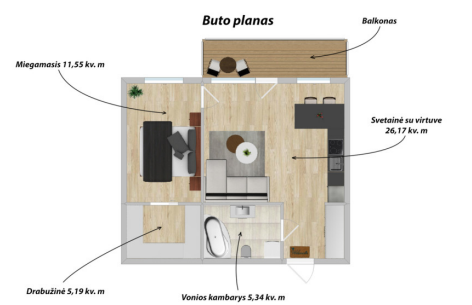 Buto planas
Balkonas
Miegamasis 11,55 kv. m
Svetainė su virtuve
26,17 kv. m
Drabužinė 5,19 kv. m
Vonios kambarys 5,34 kv. m